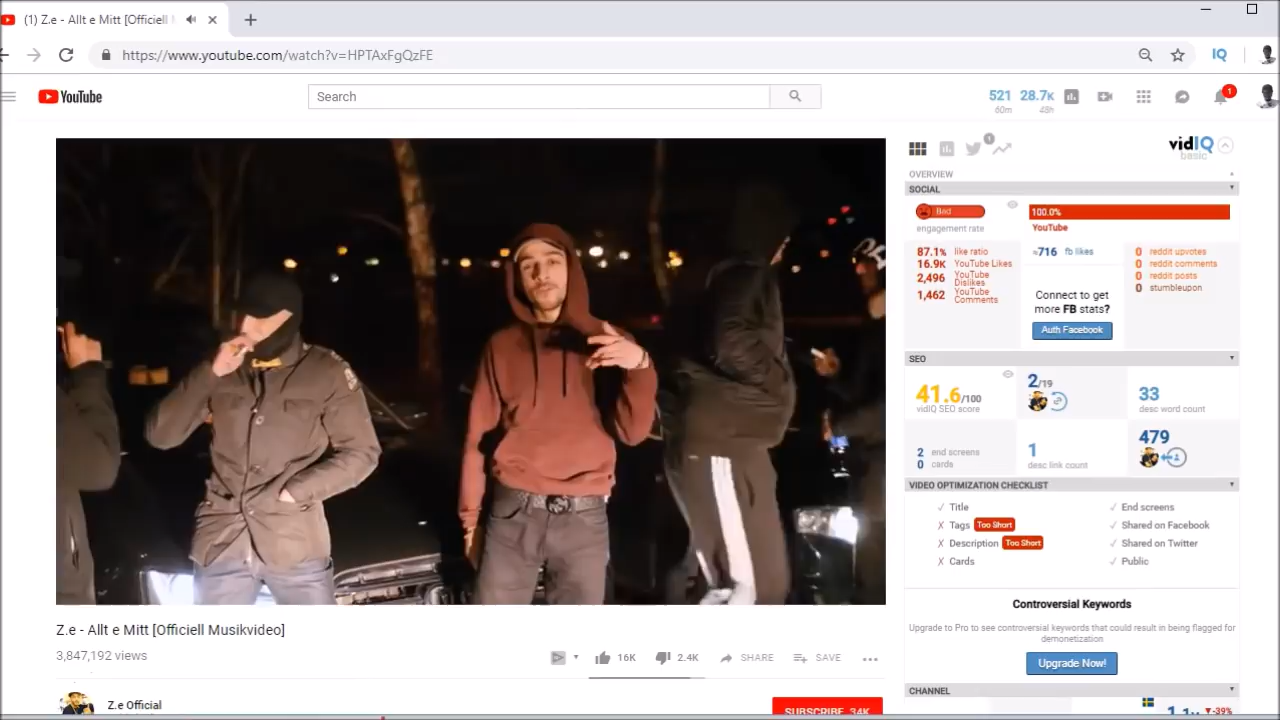 (1) Z.e - Allt e Mitt [Officiell
https://www.youtube.com/watch?v=HPTAxFgQzFE
IQ
YouTube
Search
521
60m
28.7K
48h
1
1
vidIQ
basic
OVERVIEW
SOCIAL
Bad
engagement rate
100.0%
YouTube
87.1% like ratio
16.9K YouTube Likes
2,496 YouTube Dislikes
1,462 YouTube Comments
≈716 fb likes
Connect to get
more FB stats?
Auth Facebook
0 reddit upvotes
0 reddit comments
0 reddit posts
0 stumbleupon
SEO
41.6/100
vidIQ SEO score
2/19
33
desc word count
2 end screens
0 cards
1
desc link count
479
VIDEO OPTIMIZATION CHECKLIST
✓ Title
✗ Tags Too Short
✗ Description Too Short
✗ Cards
✓ End screens
✓ Shared on Facebook
✓ Shared on Twitter
✓ Public
Controversial Keywords
Upgrade to Pro to see controversial keywords that could result in being flagged for
demonetization
Upgrade Now!
CHANNEL
-39%
Z.e - Allt e Mitt [Officiell Musikvideo]
3,847,192 views
16K
2.4K
SHARE
SAVE
Z.e Official
SUBSCRIBE 34K